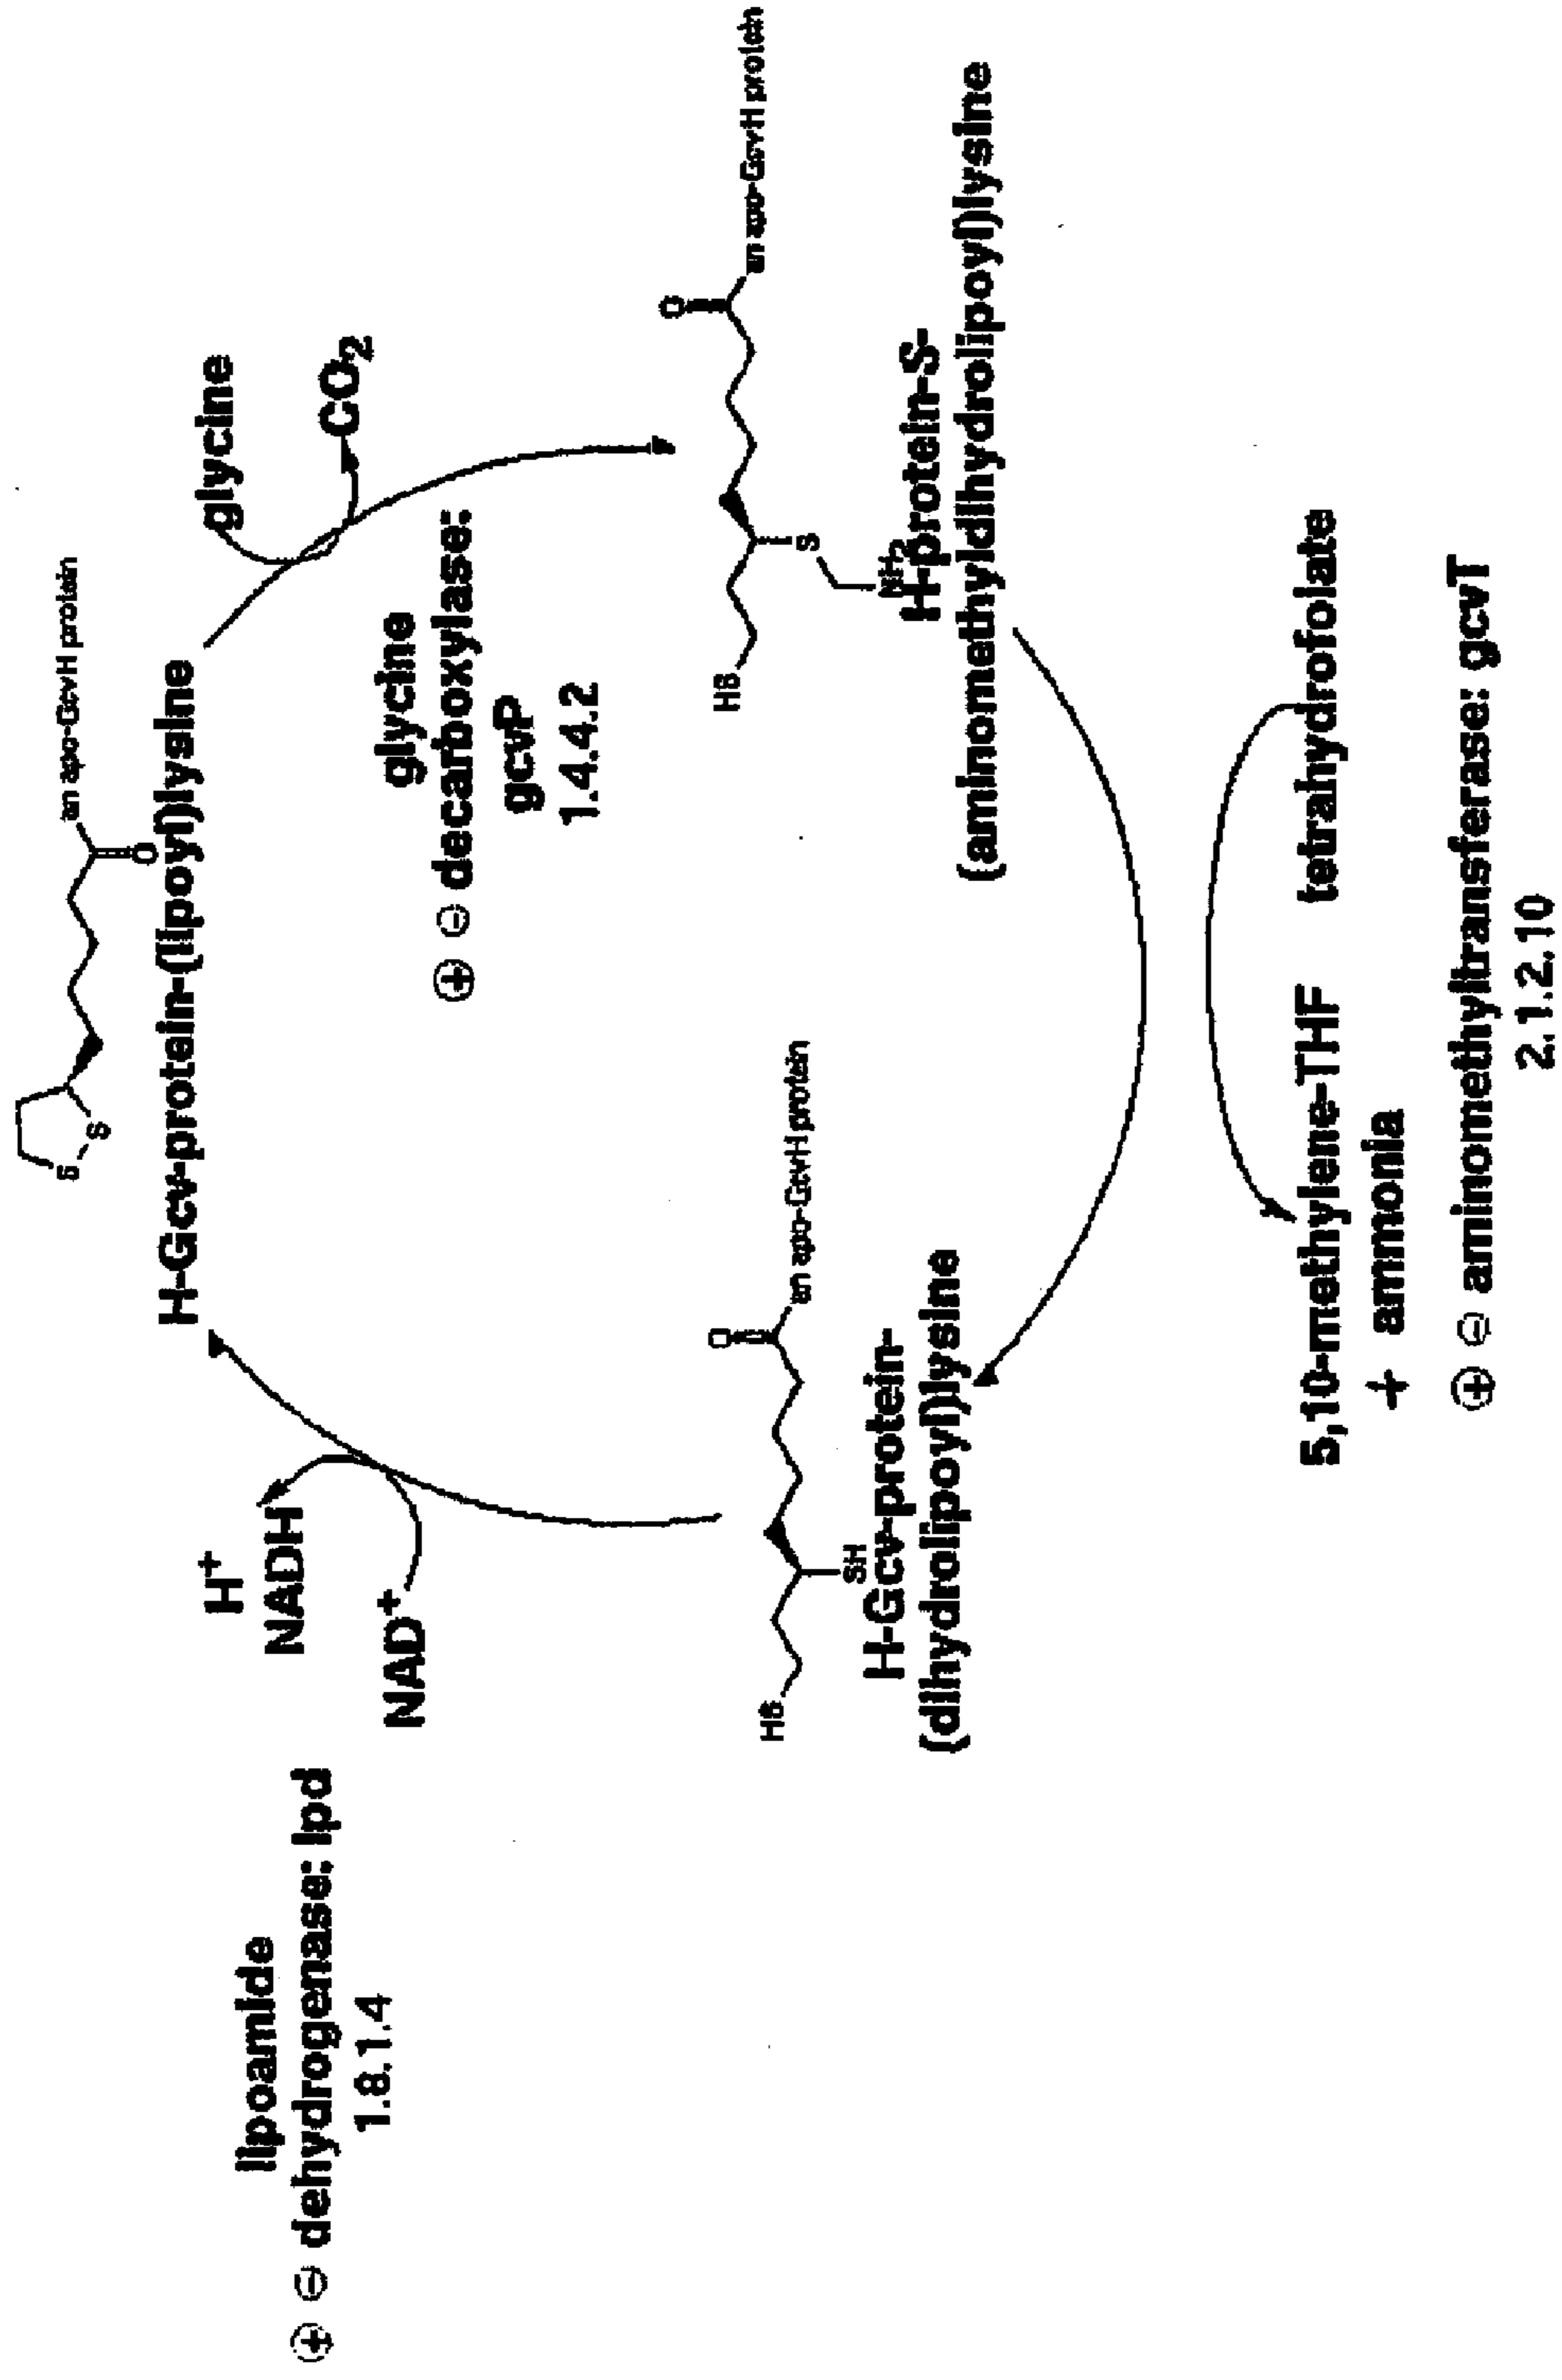 an apo-GcvH protein
S
S
O
H-Gcv-protein-(lipoyl)lysine
glycine
CO2
H+
NADH
NAD+
lipoamide
⊕ ⊖ dehydrogenase: lpd
1.8.1.4
glycine
⊕ ⊖ decarboxylase:
gcvP
1.4.4.2
O
an apo-GcvH protein
HS
SH
H-Gcv-protein-
(dihydrolipoyl)lysine
O
an apo-GcvH protein
HS
S
NH2
H-protein-S-
(aminomethyldihydrolipoyl)lysine
5,10-methylene-THF tetrahydrofolate
+ ammonia
⊕ ⊖ aminomethyltransferase: gcvT
2.1.2.10